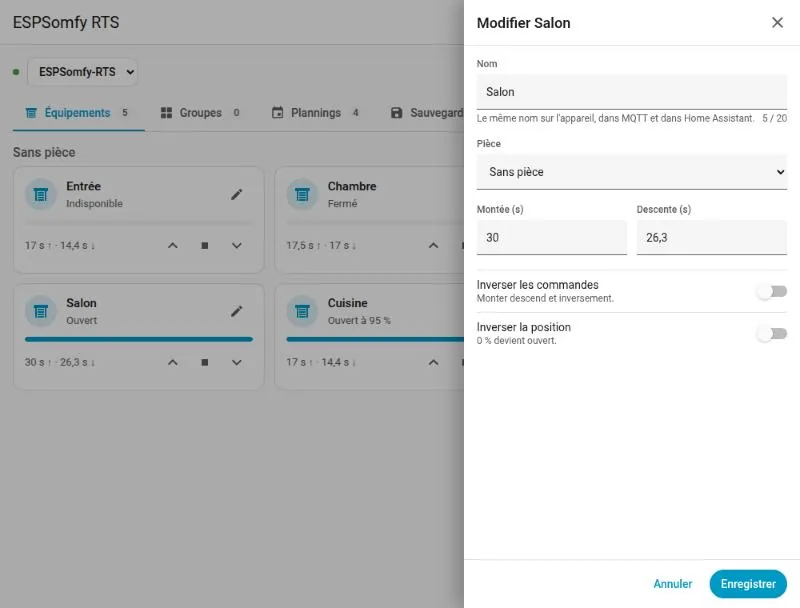 ESPSomfy RTS
ESPSomfy-RTS
Équipements 5 Groupes 0 Plannings 4 Sauvegard
Sans pièce
Entrée
Indisponible
17 s ↑ · 14,4 s ↓
Chambre
Fermé
17,5 s ↑ · 17 s ↓
Salon
Ouvert
30 s ↑ · 26,3 s ↓
Cuisine
Ouvert à 95 %
17 s ↑ · 14,4 s ↓
Modifier Salon
Nom
Salon
Le même nom sur l'appareil, dans MQTT et dans Home Assistant. 5 / 20
Pièce
Sans pièce
Montée (s) Descente (s)
30 26,3
Inverser les commandes
Monter descend et inversement.
Inverser la position
0 % devient ouvert.
Annuler Enregistrer